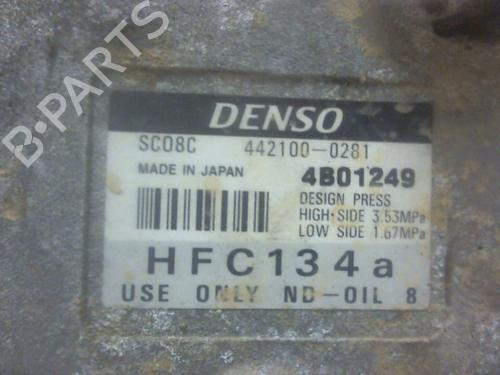 B-PARTS
DENSO
SC08C 442100-0281
MADE IN JAPAN 4B01249
DESIGN PRESS
HIGH-SIDE 3.53MPa
LOW SIDE 1.67MPa
HFC134a
USE ONLY ND-OIL 8